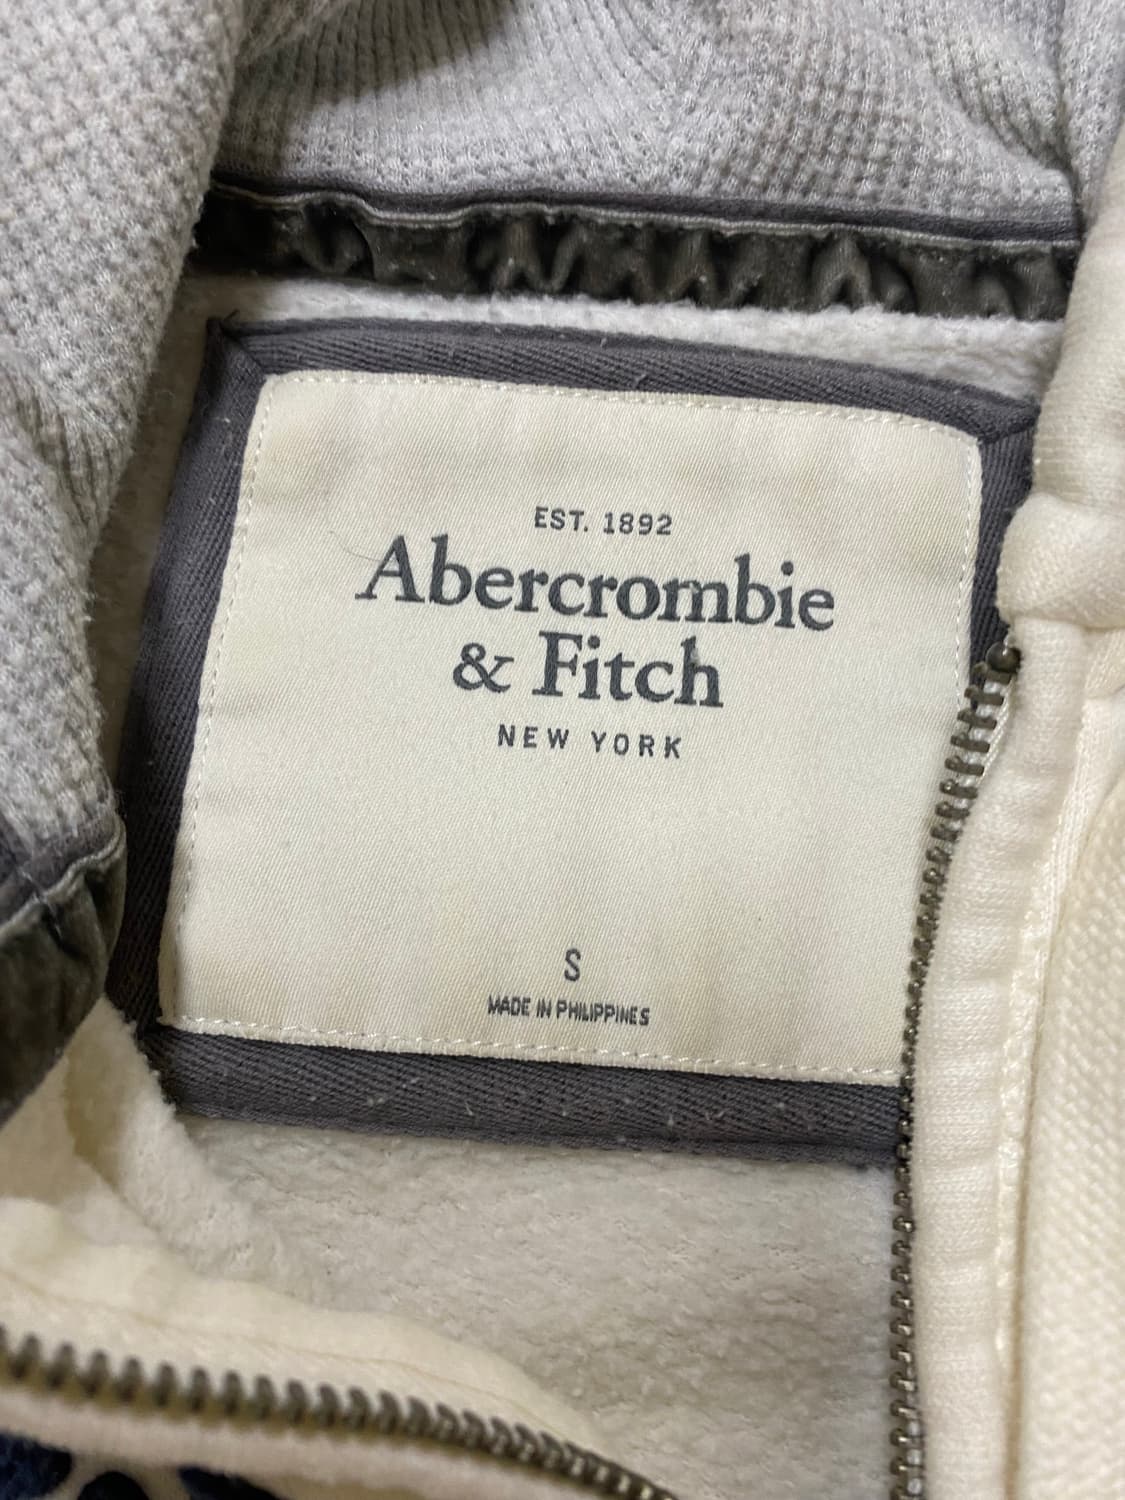 EST. 1892
Abercrombie
& Fitch
NEW YORK
S
MADE IN PHILIPPINES